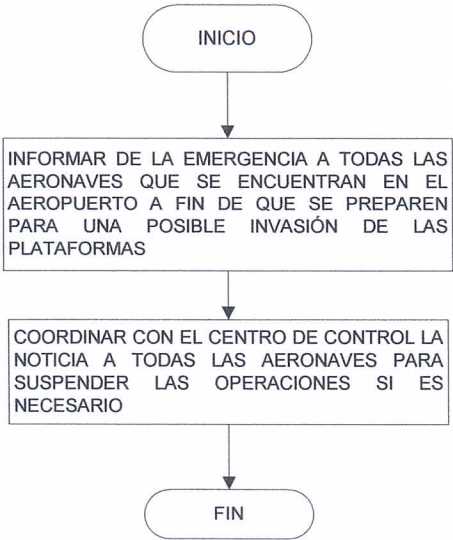 INICIO
INFORMAR DE LA EMERGENCIA A TODAS LAS
AERONAVES QUE SE ENCUENTRAN EN EL
AEROPUERTO A FIN DE QUE SE PREPAREN
PARA UNA POSIBLE INVASIÓN DE LAS
PLATAFORMAS
COORDINAR CON EL CENTRO DE CONTROL LA
NOTICIA A TODAS LAS AERONAVES PARA
SUSPENDER LAS OPERACIONES SI ES
NECESARIO
FIN